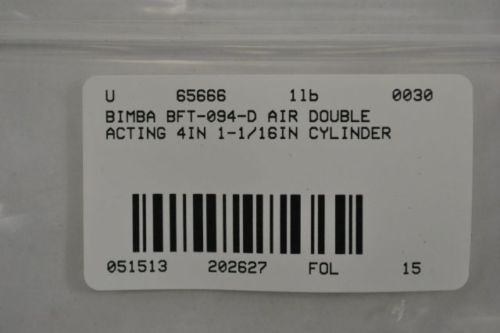 U 65666 1lb 0030
BIMBA BFT-094-D AIR DOUBLE
ACTING 4IN 1-1/16IN CYLINDER
051513 202627 FOL 15